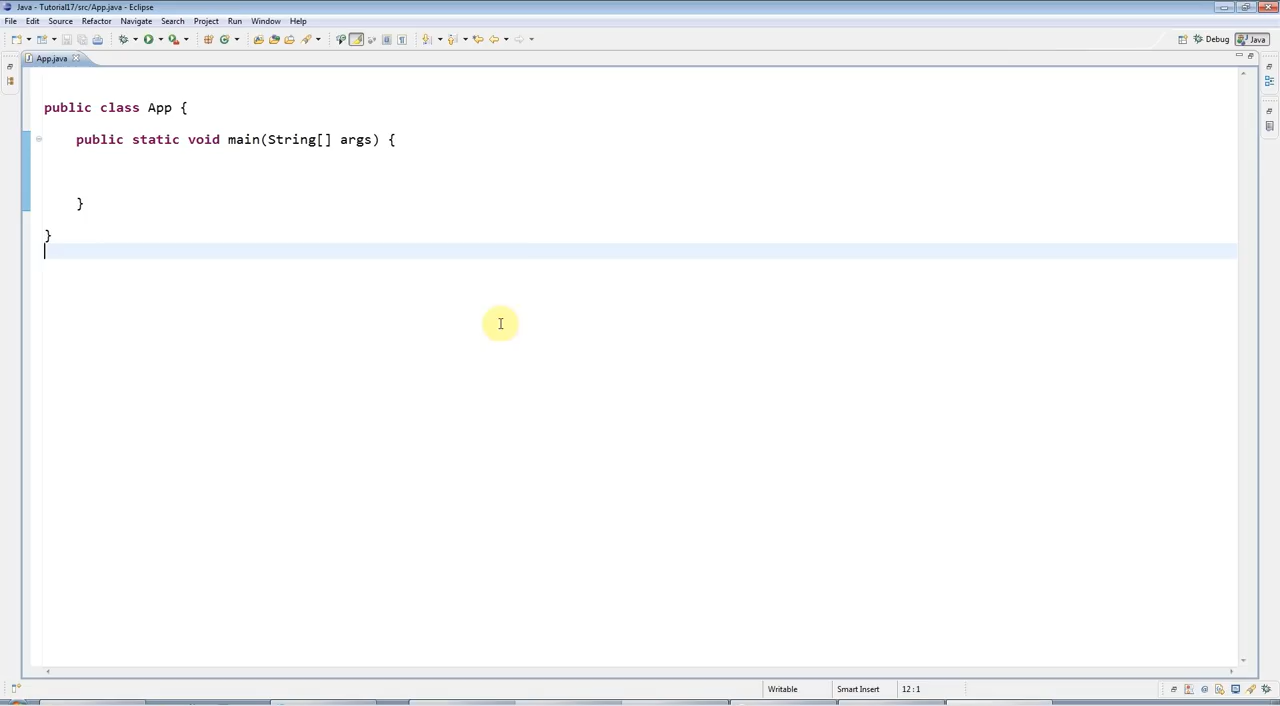 Java - Tutorial17/src/App.java - Eclipse
File Edit Source Refactor Navigate Search Project Run Window Help
Debug Java
App.java
public class App {
public static void main(String[] args) {
}
}
Writable Smart Insert 12 : 1